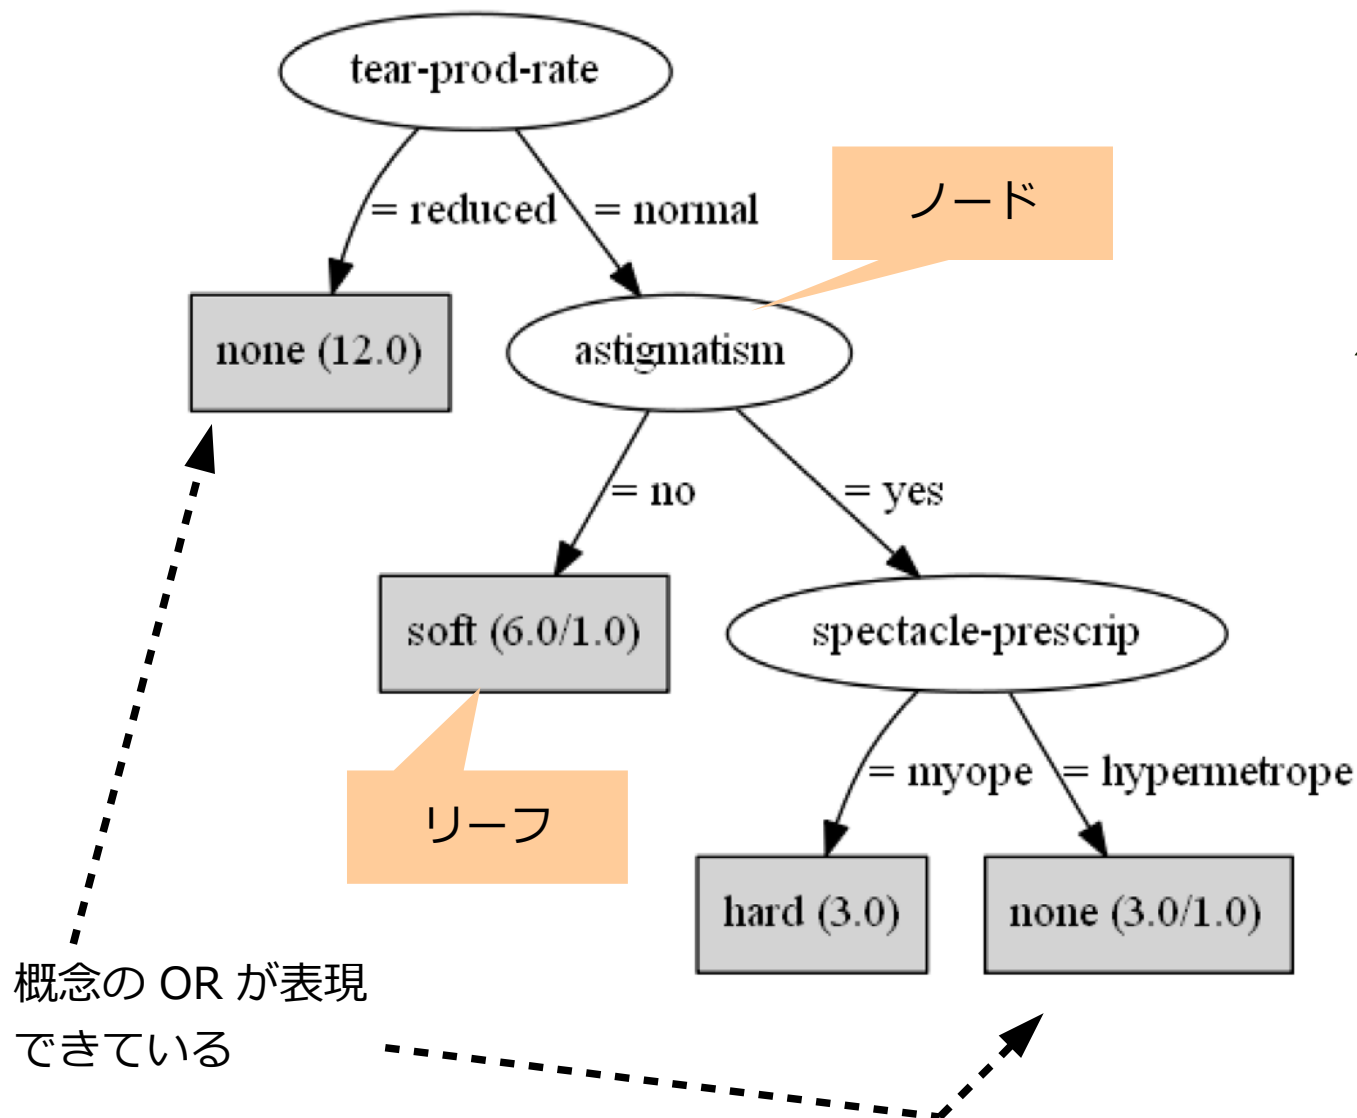 tear-prod-rate
ノード
= reduced
= normal
none (12.0)
astigmatism
= no
= yes
soft (6.0/1.0)
spectacle-prescrip
= myope
= hypermetrope
リーフ
hard (3.0)
none (3.0/1.0)
概念の OR が表現
できている